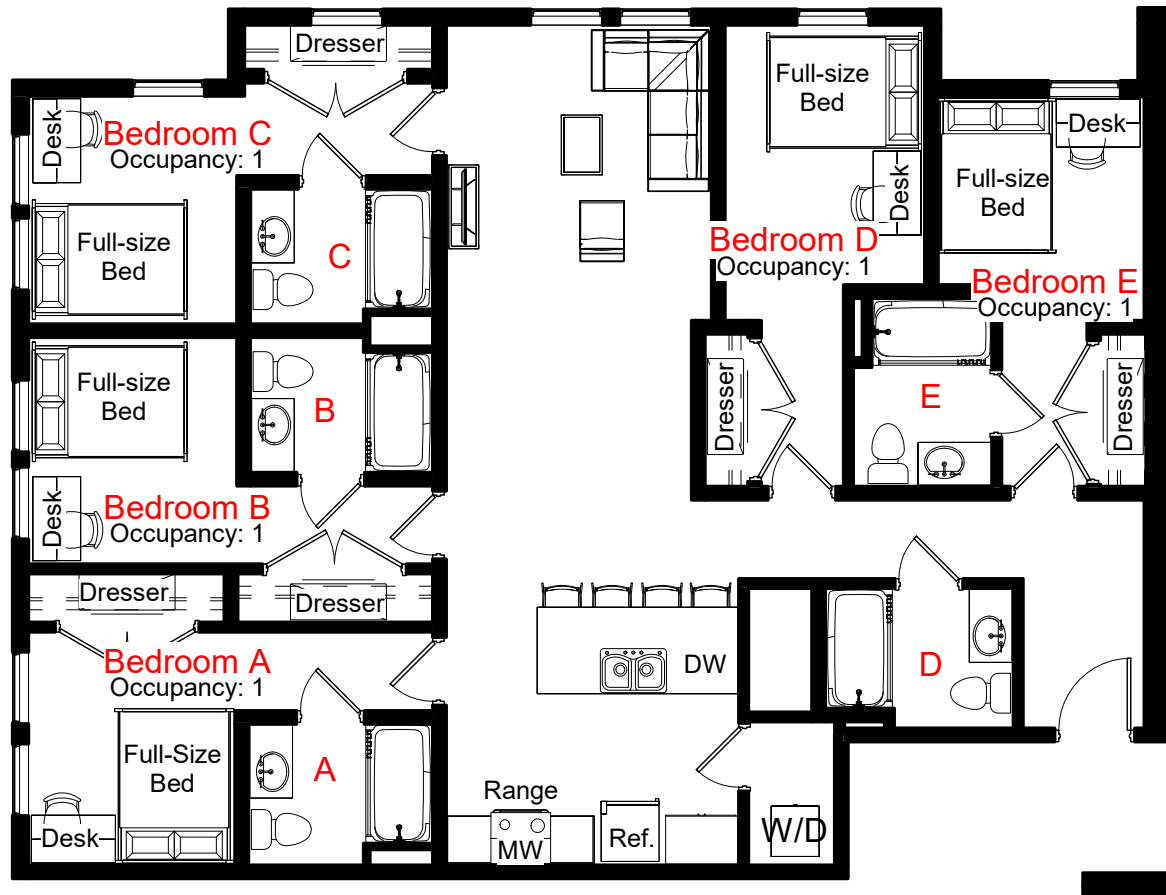 Dresser
Full-size
Bed
Desk
Bedroom C
Occupancy: 1
Desk
Full-size
Bed
Full-size
Bed
C
Desk
Bedroom D
Occupancy: 1
Bedroom E
Occupancy: 1
Full-size
Bed
B
Dresser
E
Dresser
Desk
Bedroom B
Occupancy: 1
Dresser
Dresser
Bedroom A
Occupancy: 1
DW
D
Full-Size
Bed
A
Desk
Range
MW
Ref.
W/D